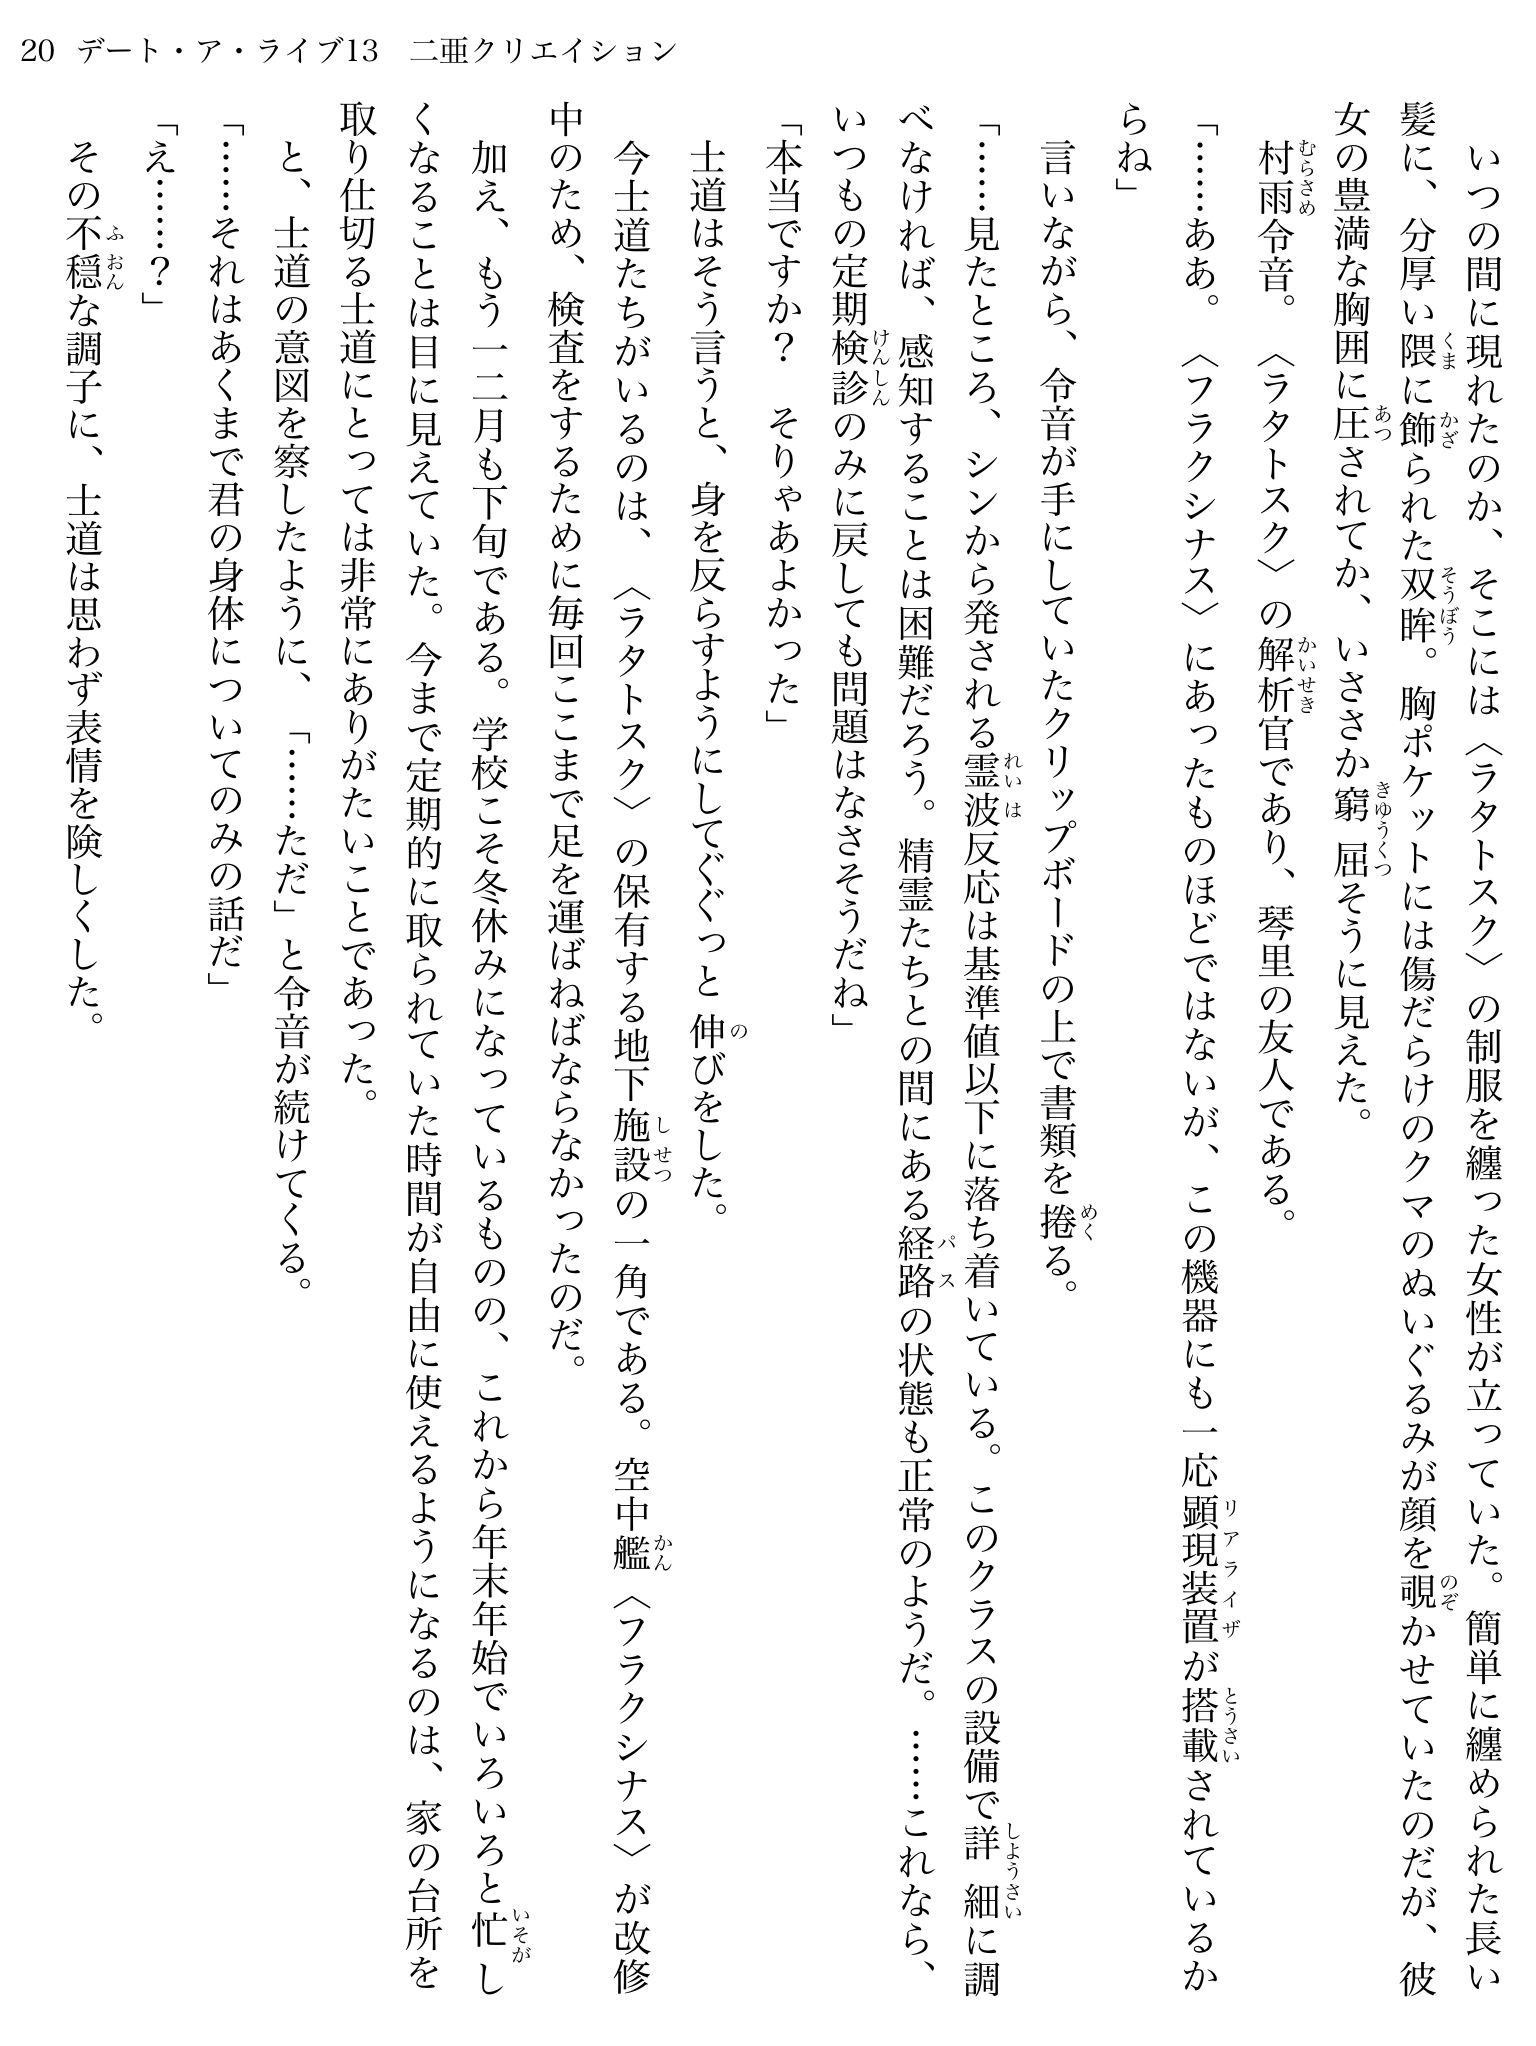 20 デート・ア・ライブ13　二亜クリエイション
　いつの間に現れたのか、そこには〈ラタトスク〉の制服を纏った女性が立っていた。簡単に纏められた長い
髪に、分厚い隈に飾られた双眸。胸ポケットには傷だらけのクマのぬいぐるみが顔を覗かせていたのだが、彼
女の豊満な胸囲に圧されてか、いささか窮屈そうに見えた。
　村雨令音。〈ラタトスク〉の解析官であり、琴里の友人である。
「……ああ。〈フラクシナス〉にあったもののほどではないが、この機器にも一応顕現装置が搭載されているか
らね」
　言いながら、令音が手にしていたクリップボードの上で書類を捲る。
「……見たところ、シンから発される霊波反応は基準値以下に落ち着いている。このクラスの設備で詳細に調
べなければ、感知することは困難だろう。精霊たちとの間にある経路の状態も正常のようだ。……これなら、
いつもの定期検診のみに戻しても問題はなさそうだね」
「本当ですか？　そりゃあよかった」
　士道はそう言うと、身を反らすようにしてぐぐっと伸びをした。
　今士道たちがいるのは、〈ラタトスク〉の保有する地下施設の一角である。空中艦〈フラクシナス〉が改修
中のため、検査をするために毎回ここまで足を運ばねばならなかったのだ。
　加え、もう一二月も下旬である。学校こそ冬休みになっているものの、これから年末年始でいろいろと忙し
くなることは目に見えていた。今まで定期的に取られていた時間が自由に使えるようになるのは、家の台所を
取り仕切る士道にとっては非常にありがたいことであった。
　と、士道の意図を察したように、「……ただ」と令音が続けてくる。
「……それはあくまで君の身体についてのみの話だ」
「え……？」
　その不穏な調子に、士道は思わず表情を険しくした。